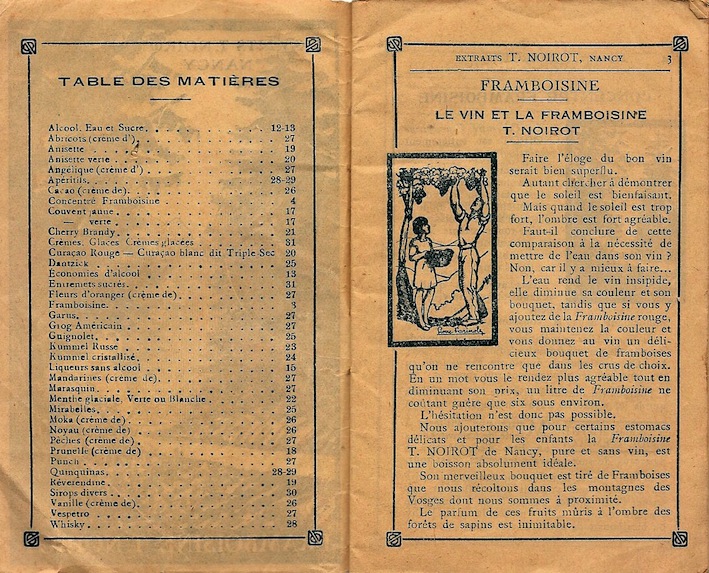 TABLE DES MATIÈRES
Alcool, Eau et Sucre. 12-13
Abricots (crème d') 27
Anisette 19
Anisette verte 20
Angélique (crème d') 27
Apéritifs. 28-29
Cacao (crème de). 26
Concentré Framboisine 4
Couvent jaune. 17
— verte. 17
Cherry Brandy. 21
Crèmes, Glaces, Crèmes glacées 31
Curaçao Rouge — Curaçao blanc dit Triple-Sec 20
Dantzick 25
Économies d'alcool 13
Entremets sucrés. 31
Fleurs d'oranger (crème de). 27
Framboisine. 3
Garus. 27
Grog Américain 27
Guignolet. 25
Kummel Russe 23
Kummel cristallisé. 24
Liqueurs sans alcool 15
Mandarines (crème de). 27
Marasquin. 27
Menthe glaciale, Verte ou Blanche 22
Mirabelles. 25
Moka (crème de). 26
Noyau (crème de) 26
Pêches (crème de) 27
Prunelle (crème de) 18
Punch 27
Quinquinas. 28-29
Révérendine. 19
Sirops divers 30
Vanille (crème de). 26
Vespetro 27
Whisky. 28
EXTRAITS T. NOIROT, NANCY 3
FRAMBOISINE
LE VIN ET LA FRAMBOISINE
T. NOIROT
Faire l'éloge du bon vin
serait bien superflu.
Autant chercher à démontrer
que le soleil est bienfaisant.
Mais quand le soleil est trop
fort, l'ombre est fort agréable.
Faut-il conclure de cette
comparaison à la nécessité de
mettre de l'eau dans son vin ?
Non, car il y a mieux à faire...
L'eau rend le vin insipide,
elle diminue sa couleur et son
bouquet, tandis que si vous y
ajoutez de la Framboisine rouge,
vous maintenez la couleur et
vous donnez au vin un déli-
cieux bouquet de framboises
qu'on ne rencontre que dans les crus de choix.
En un mot vous le rendez plus agréable tout en
diminuant son prix, un litre de Framboisine ne
coûtant guère que six sous environ.
L'hésitation n'est donc pas possible.
Nous ajouterons que pour certains estomacs
délicats et pour les enfants la Framboisine
T. NOIROT de Nancy, pure et sans vin, est
une boisson absolument idéale.
Son merveilleux bouquet est tiré de Framboises
que nous récoltons dans les montagnes des
Vosges dont nous sommes à proximité.
Le parfum de ces fruits mûris à l'ombre des
forêts de sapins est inimitable.